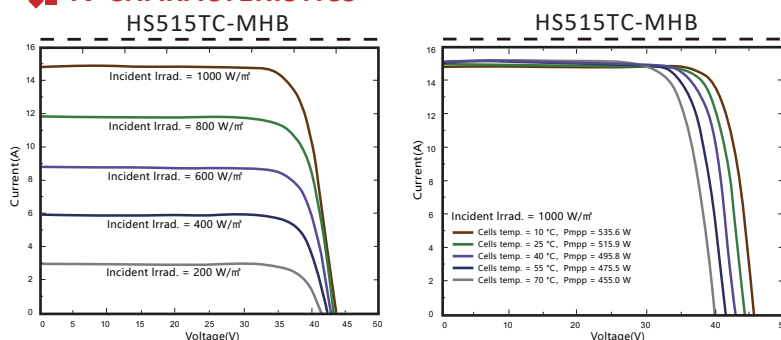 HS515TC-MHB
16
14
12
10
8
6
4
2
0
Current(A)
Incident Irrad. = 1000 W/㎡
Incident Irrad. = 800 W/㎡
Incident Irrad. = 600 W/㎡
Incident Irrad. = 400 W/㎡
Incident Irrad. = 200 W/㎡
0 5 10 15 20 25 30 35 40 45 50
Voltage(V)
HS515TC-MHB
16
14
12
10
8
6
4
2
0
Current(A)
Incident Irrad. = 1000 W/㎡
Cells temp. = 10 °C, Pmpp = 535.6 W
Cells temp. = 25 °C, Pmpp = 515.9 W
Cells temp. = 40 °C, Pmpp = 495.8 W
Cells temp. = 55 °C, Pmpp = 475.5 W
Cells temp. = 70 °C, Pmpp = 455.0 W
0 10 20 30 40
Voltage(V)